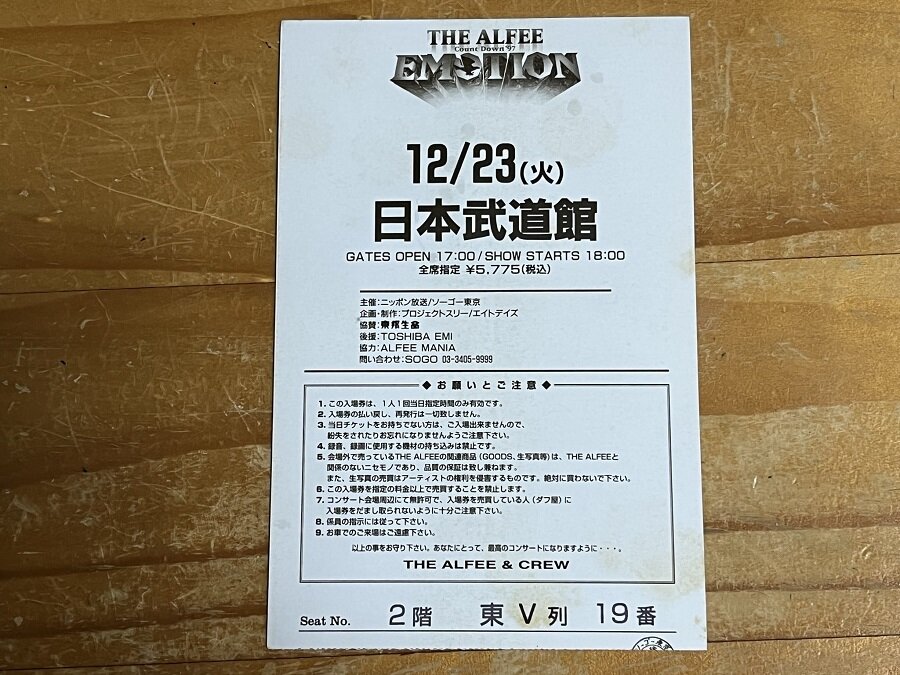 THE ALFEE
Count Down '97
EMOTION
12/23(火)
日本武道館
GATES OPEN 17:00/SHOW STARTS 18:00
全席指定 ¥5,775(税込)
主催:ニッポン放送/ソーゴー東京
企画・制作:プロジェクトスリー/エイトデイズ
協賛:東邦生命
後援:TOSHIBA EMI
協力:ALFEE MANIA
問い合わせ:SOGO 03-3405-9999
◆お願いとご注意◆
1. この入場券は、1人1回当日指定時間のみ有効です。
2. 入場券の払い戻し、再発行は一切致しません。
3. 当日チケットをお持ちでない方は、ご入場出来ませんので、
紛失をされたりお忘れになりませんようご注意下さい。
4. 録音、録画に使用する機材の持ち込みは禁止です。
5. 会場外で売っているTHE ALFEEの関連商品(GOODS、生写真等)は、THE ALFEEと
関係のないニセモノであり、品質の保証は致し兼ねます。
また、生写真の売買はアーティストの権利を侵害するものです。絶対に買わないで下さい。
6. この入場券を指定の料金以上で売買することを禁止します。
7. コンサート会場周辺にて無許可で、入場券を売買している人(ダフ屋)に
入場券をだまし取られないように十分ご注意下さい。
8. 係員の指示には従って下さい。
9. お車でのご来場はご遠慮下さい。
以上の事をお守り下さい。あなたにとって、最高のコンサートになりますように・・・。
THE ALFEE & CREW
Seat No. 2階 東 V 列 19番